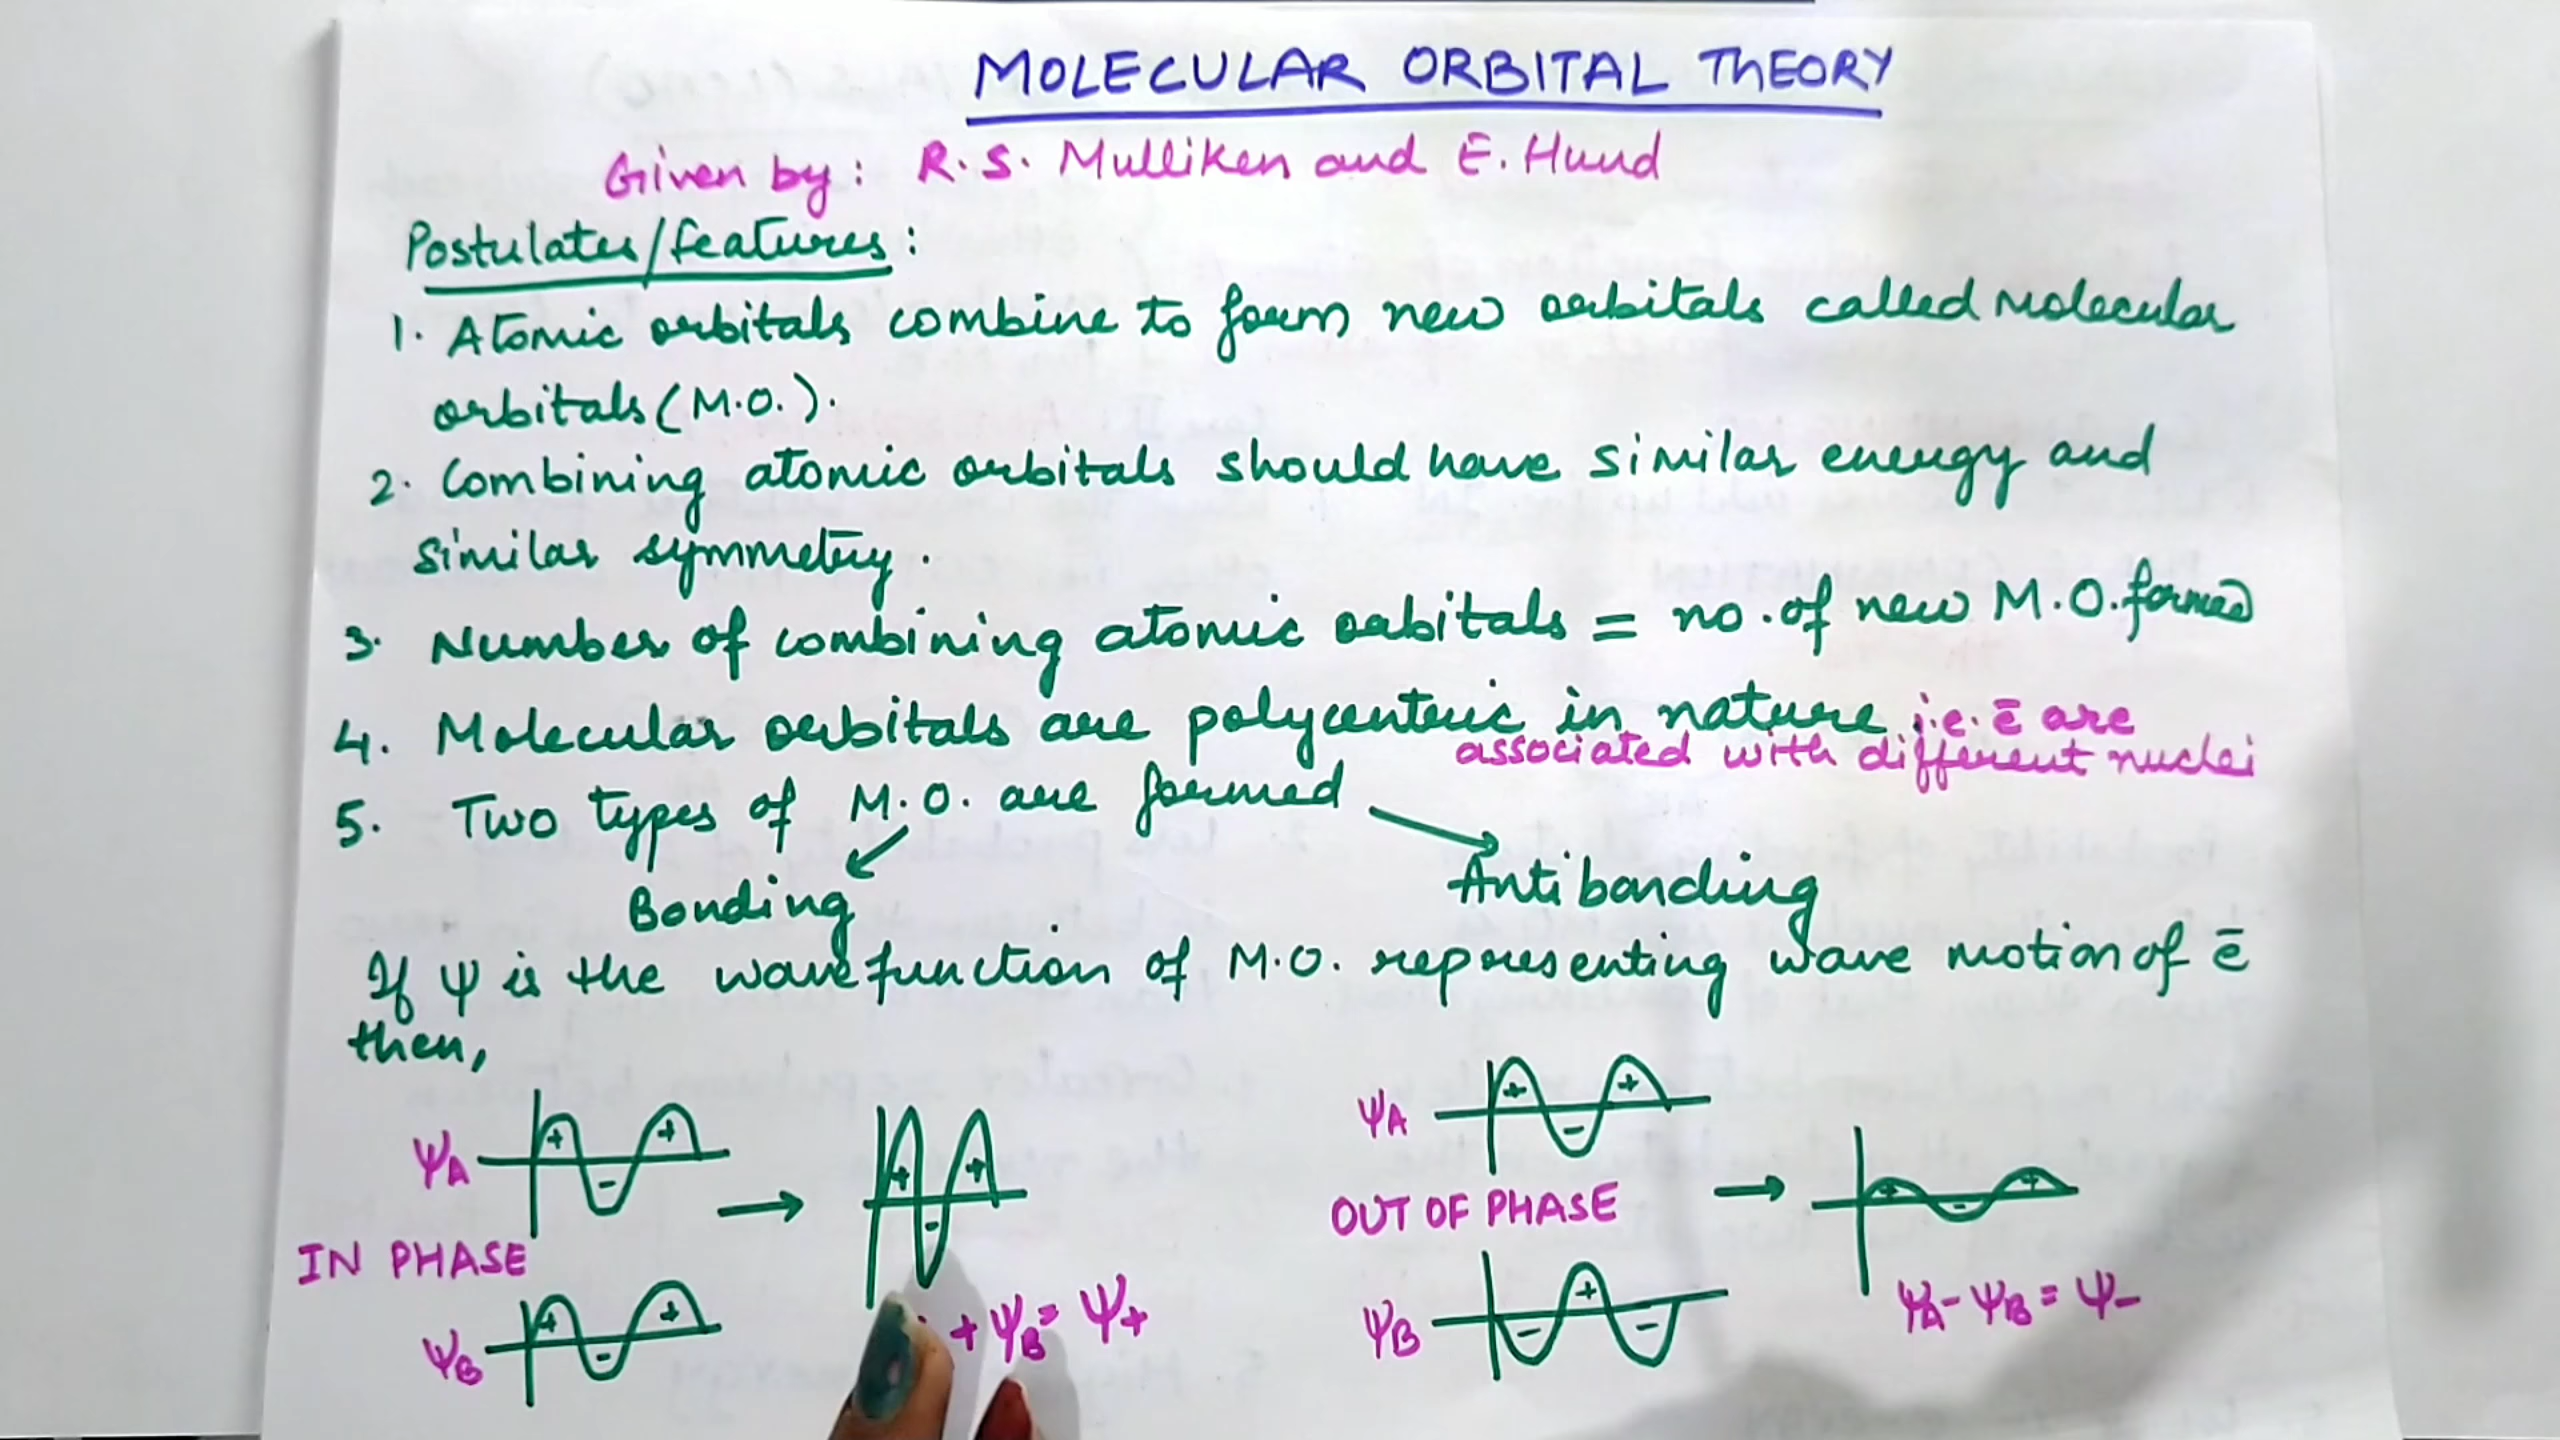 MOLECULAR ORBITAL THEORY
Given by: R.S. Mulliken and E. Hund
Postulates/features:
1. Atomic orbitals combine to form new orbitals called Molecular
orbitals (M.O.).
2. Combining atomic orbitals should have similar energy and
similar symmetry.
3. Number of combining atomic orbitals = no. of new M.O. formed
4. Molecular orbitals are polycentric in nature i.e. ē are
associated with different nuclei
5. Two types of M.O. are formed
Bonding Antibonding
If ψ is the wave function of M.O. representing wave motion of ē
then,
ψA + - + → + - +
IN PHASE
ψB + - +
+ ψB = ψ+
ψA + - +
OUT OF PHASE → + - +
ψB - + -
ψA - ψB = ψ-